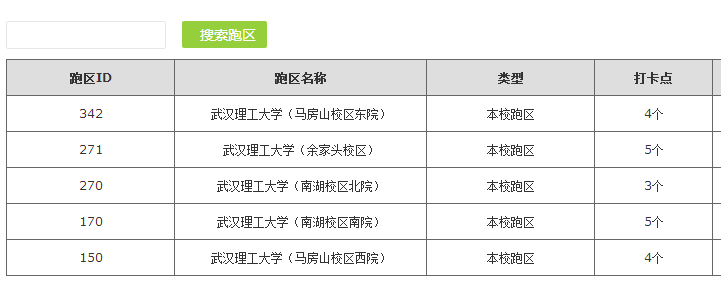 搜索跑区
跑区ID 跑区名称 类型 打卡点
342 武汉理工大学（马房山校区东院） 本校跑区 4个
271 武汉理工大学（余家头校区） 本校跑区 5个
270 武汉理工大学（南湖校区北院） 本校跑区 3个
170 武汉理工大学（南湖校区南院） 本校跑区 5个
150 武汉理工大学（马房山校区西院） 本校跑区 4个